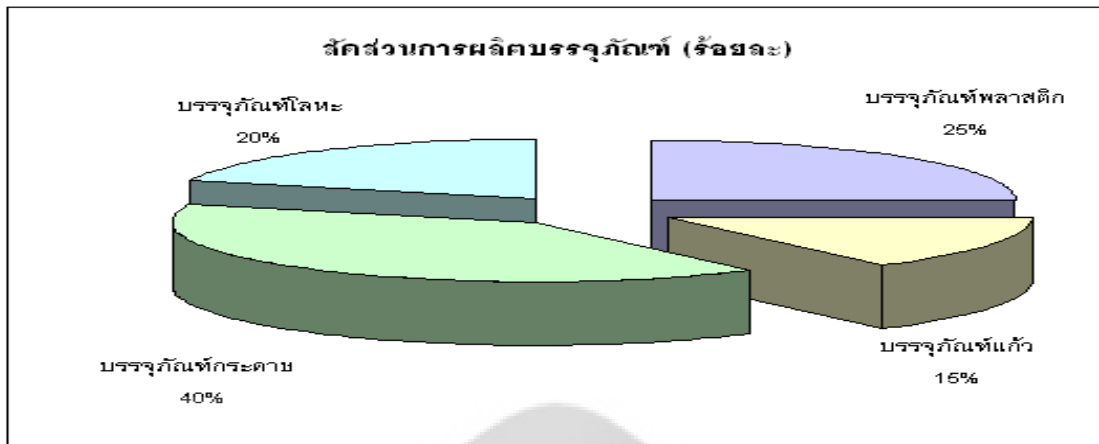 สัดส่วนการผลิตบรรจุภัณฑ์ (ร้อยละ)
บรรจุภัณฑ์โลหะ
20%
บรรจุภัณฑ์พลาสติก
25%
บรรจุภัณฑ์กระดาษ
40%
บรรจุภัณฑ์แก้ว
15%